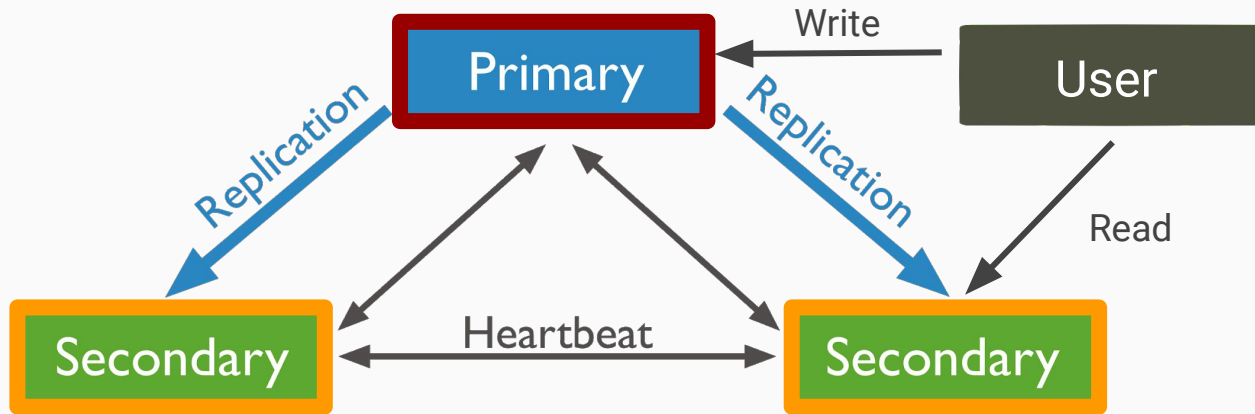 Write
Primary
User
Replication
Replication
Read
Heartbeat
Secondary
Secondary